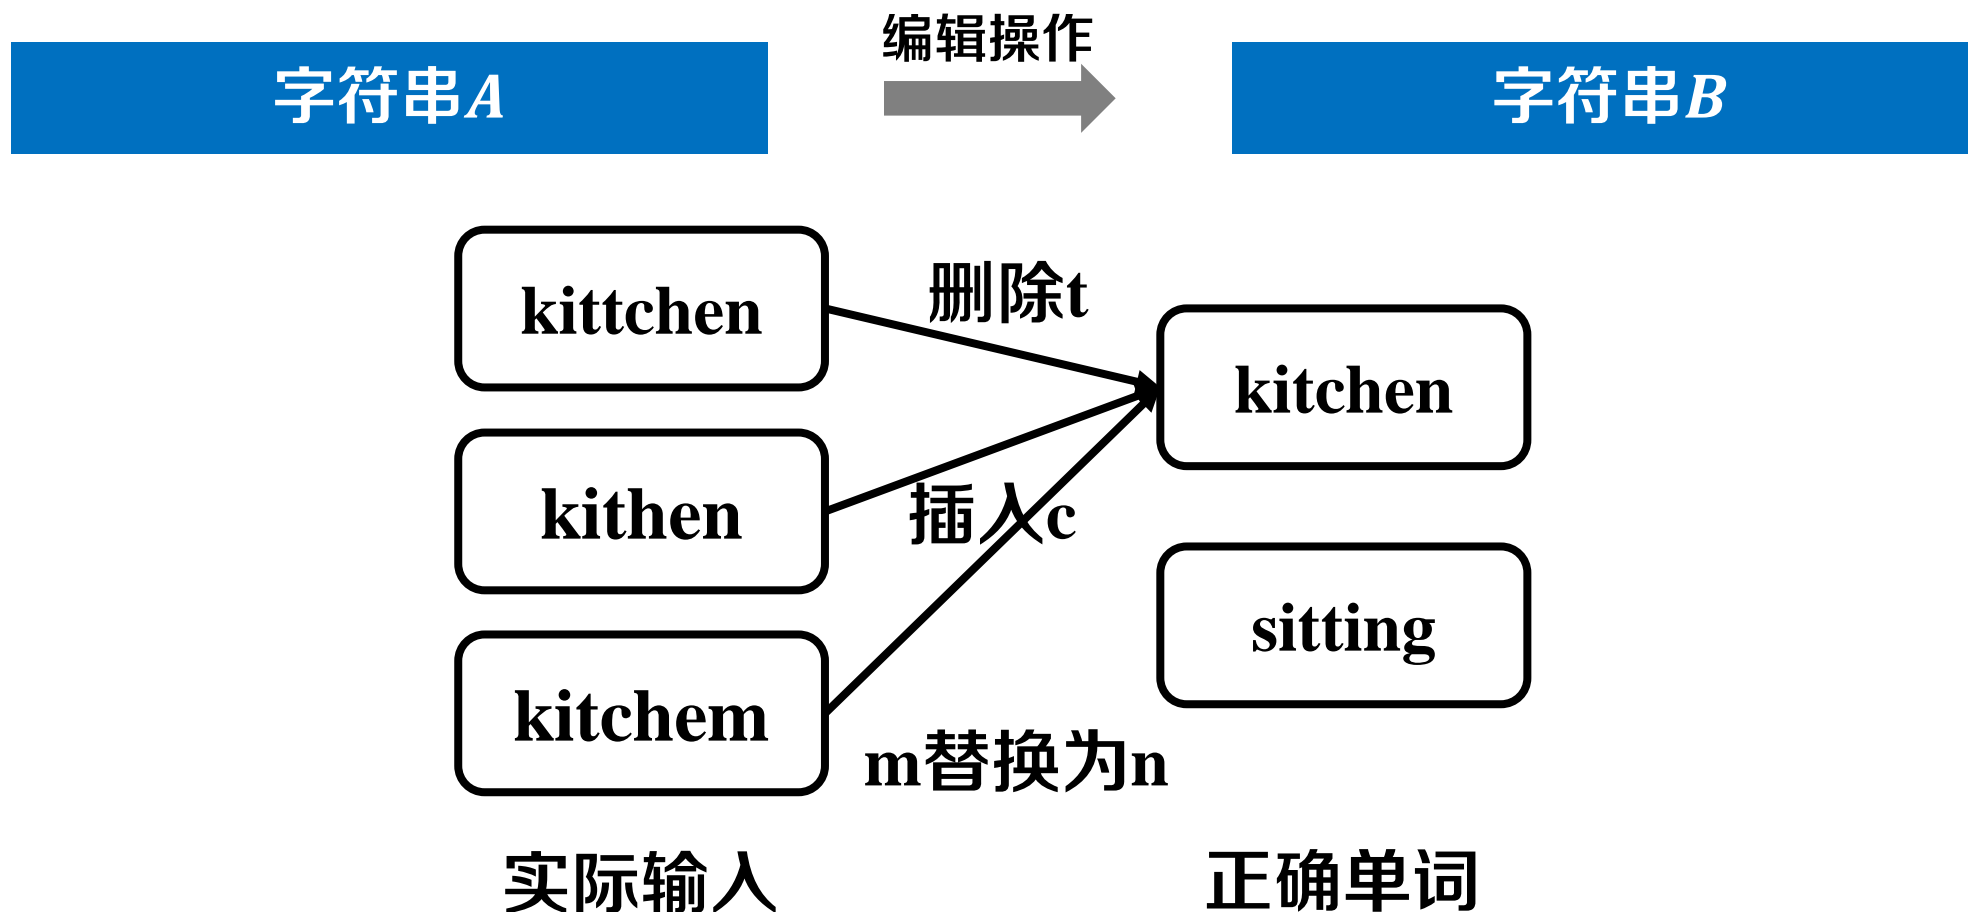 编辑操作
字符串A
字符串B
kittchen
删除t
kitchen
kithen
插入c
sitting
kitchem
m替换为n
实际输入
正确单词